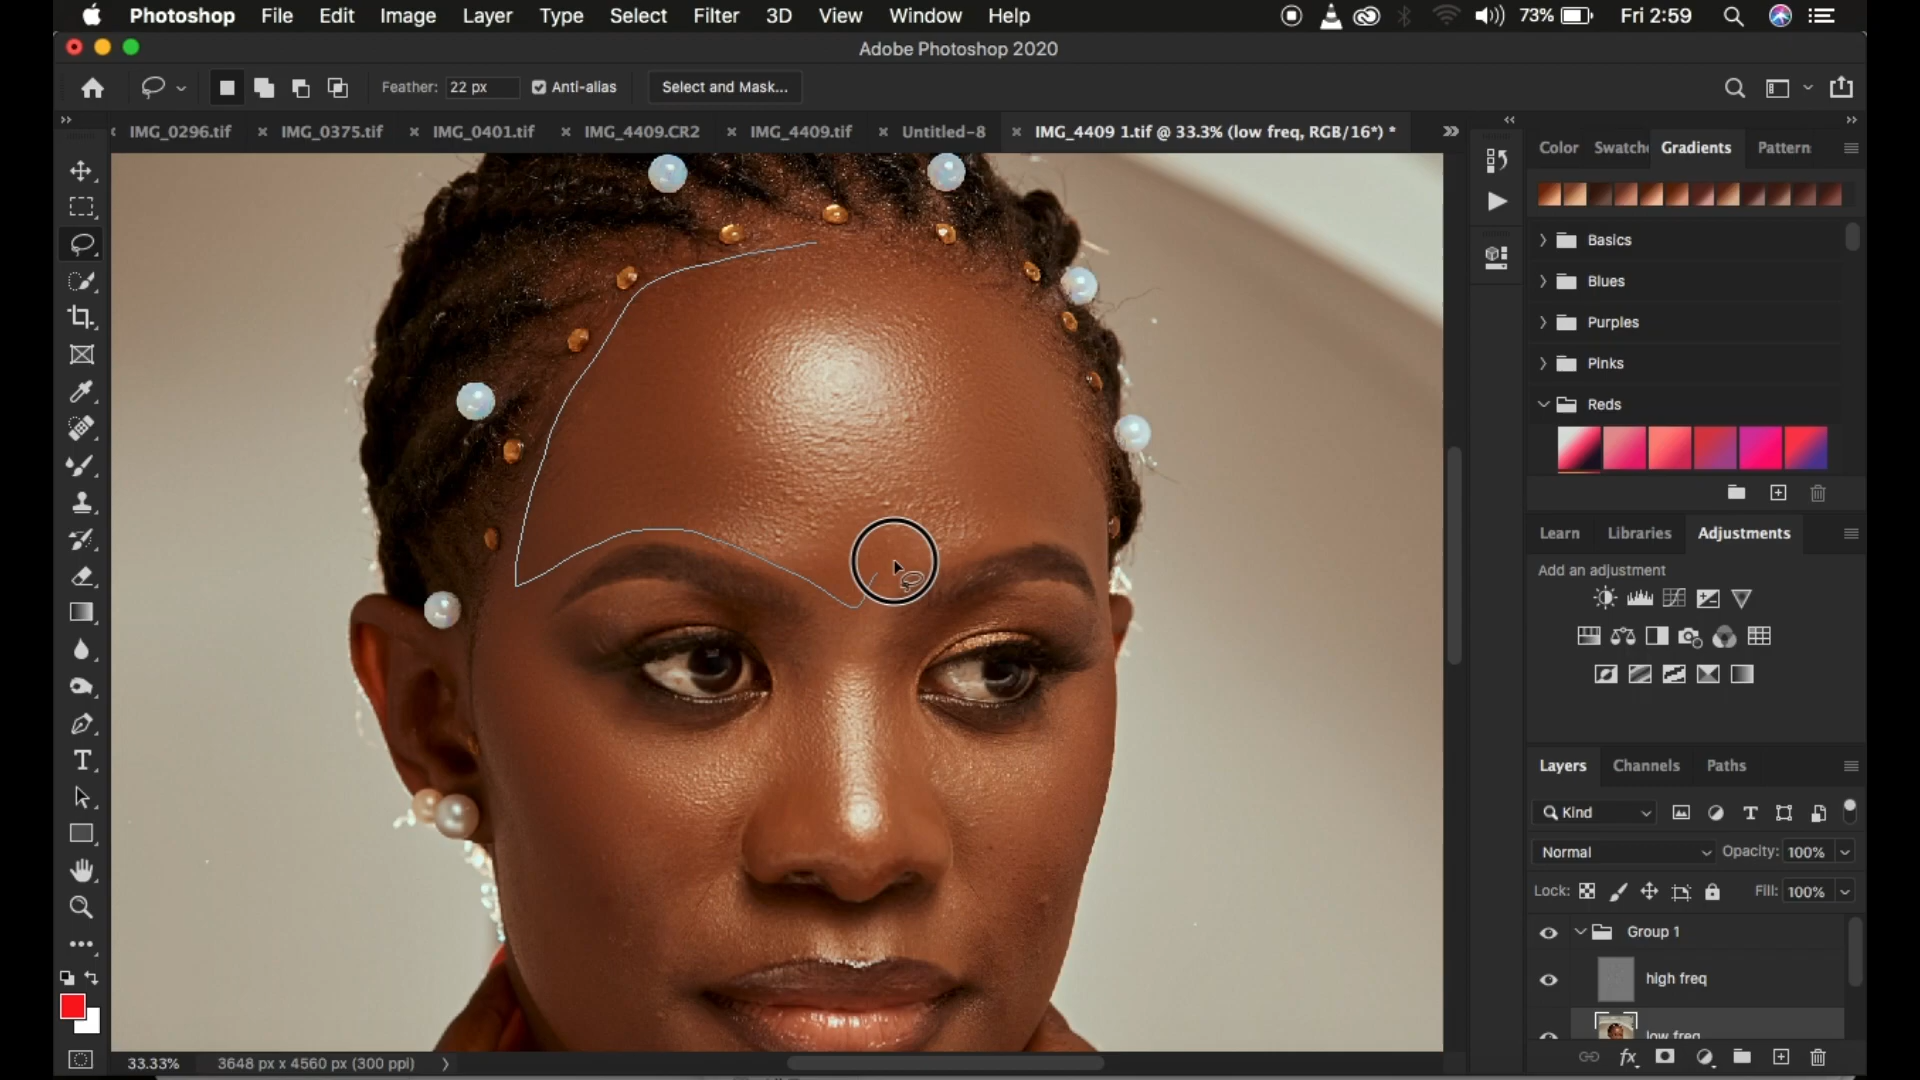 Photoshop File Edit Image Layer Type Select Filter 3D View Window Help 73% Fri 2:59
Adobe Photoshop 2020
Feather: 22 px Anti-alias Select and Mask...
IMG_0296.tif IMG_0375.tif IMG_0401.tif IMG_4409.CR2 IMG_4409.tif Untitled-8 IMG_4409 1.tif @ 33.3% (low freq, RGB/16*) *
Color Swatche Gradients Pattern
Basics
Blues
Purples
Pinks
Reds
Learn Libraries Adjustments
Add an adjustment
Layers Channels Paths
Kind
Normal Opacity: 100%
Lock: Fill: 100%
Group 1
high freq
low freq
33.33% 3648 px x 4560 px (300 ppi)